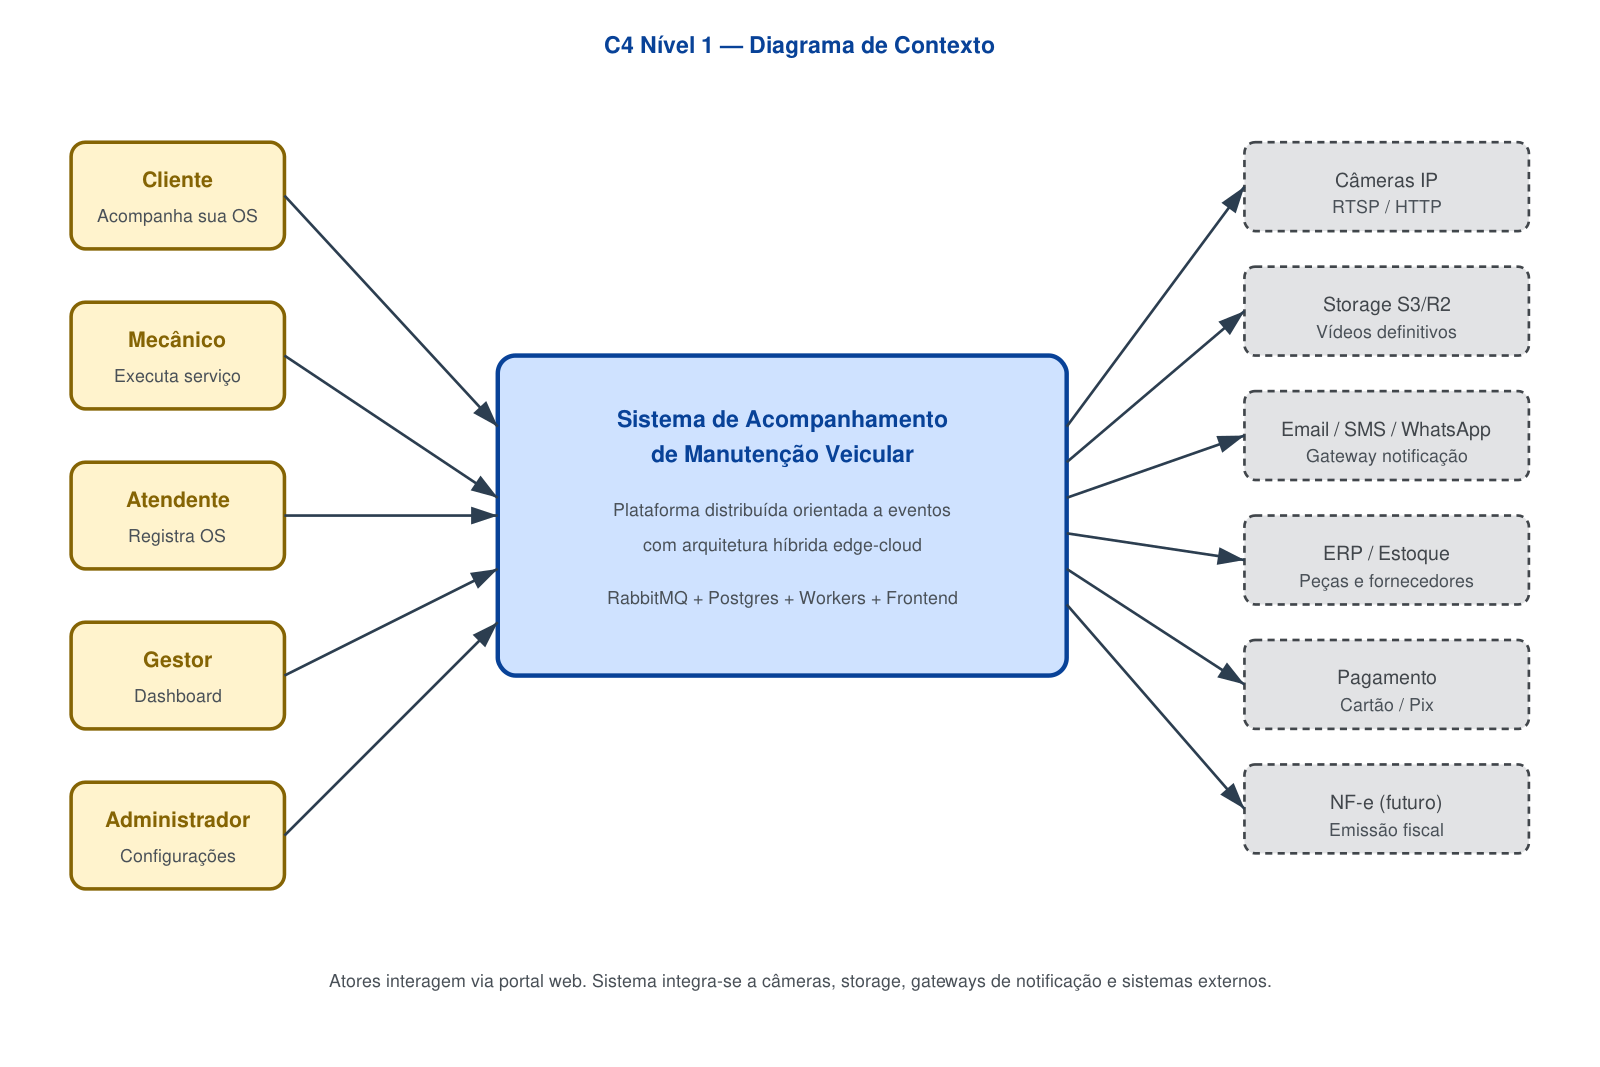 C4 Nível 1 — Diagrama de Contexto
Cliente
Acompanha sua OS
Mecânico
Executa serviço
Atendente
Registra OS
Gestor
Dashboard
Administrador
Configurações
Sistema de Acompanhamento
de Manutenção Veicular
Plataforma distribuída orientada a eventos
com arquitetura híbrida edge-cloud
RabbitMQ + Postgres + Workers + Frontend
Câmeras IP
RTSP / HTTP
Storage S3/R2
Vídeos definitivos
Email / SMS / WhatsApp
Gateway notificação
ERP / Estoque
Peças e fornecedores
Pagamento
Cartão / Pix
NF-e (futuro)
Emissão fiscal
Atores interagem via portal web. Sistema integra-se a câmeras, storage, gateways de notificação e sistemas externos.